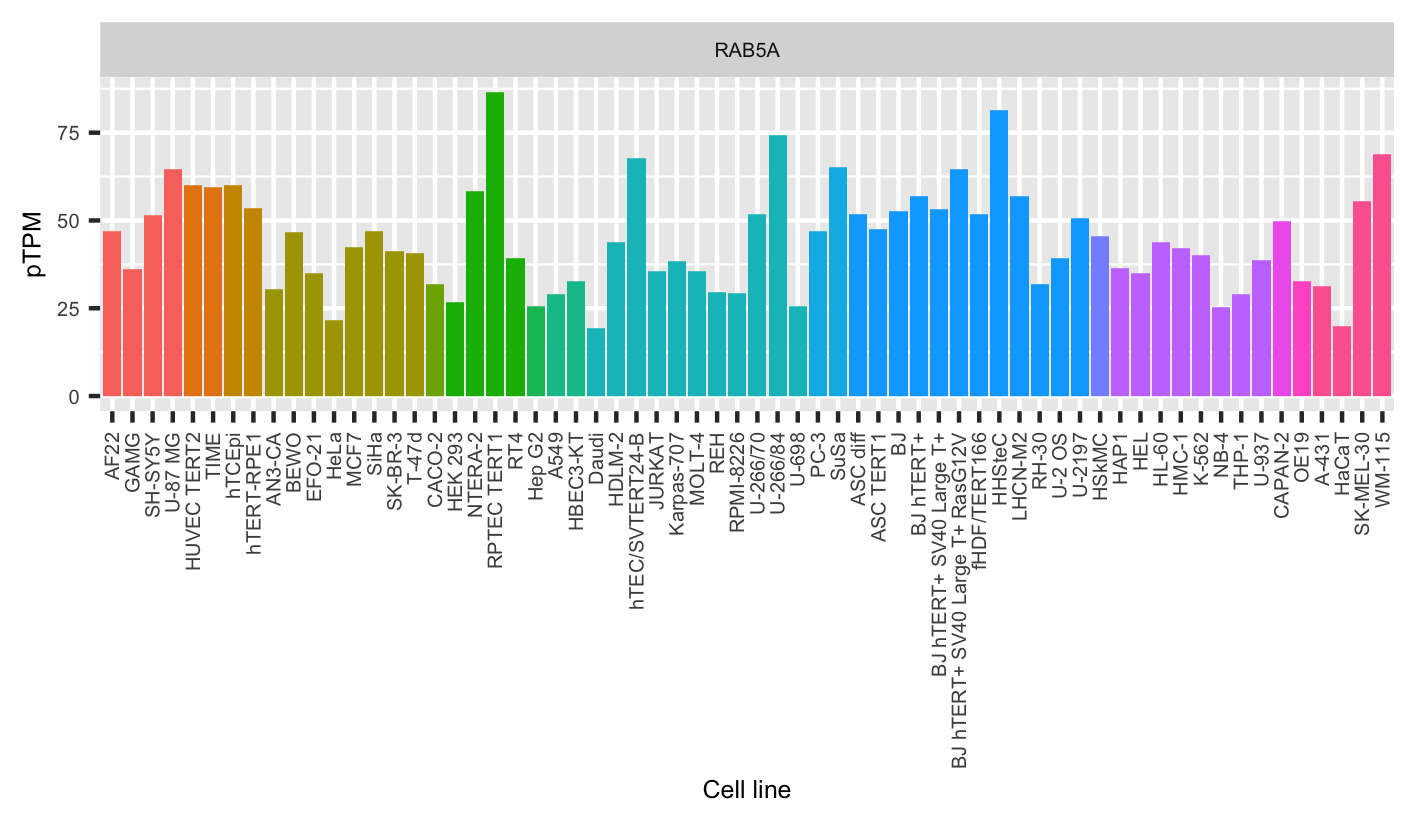 RAB5A
pTPM
75
50
25
0
AF22
GAMG
SH-SY5Y
U-87 MG
HUVEC TERT2
TIME
hTCEpi
hTERT-RPE1
AN3-CA
BEWO
EFO-21
HeLa
MCF7
SiHa
SK-BR-3
T-47d
CACO-2
HEK 293
NTERA-2
RPTEC TERT1
RT4
Hep G2
A549
HBEC3-KT
Daudi
HDLM-2
hTEC/SVTERT24-B
JURKAT
Karpas-707
MOLT-4
REH
RPMI-8226
U-266/70
U-266/84
U-698
PC-3
SuSa
ASC diff
ASC TERT1
BJ
BJ hTERT+
BJ hTERT+ SV40 Large T+
BJ hTERT+ SV40 Large T+ RasG12V
fHDF/TERT166
HHSteC
LHCN-M2
RH-30
U-2 OS
U-2197
HSkMC
HAP1
HEL
HL-60
HMC-1
K-562
NB-4
THP-1
U-937
CAPAN-2
OE19
A-431
HaCaT
SK-MEL-30
WM-115
Cell line